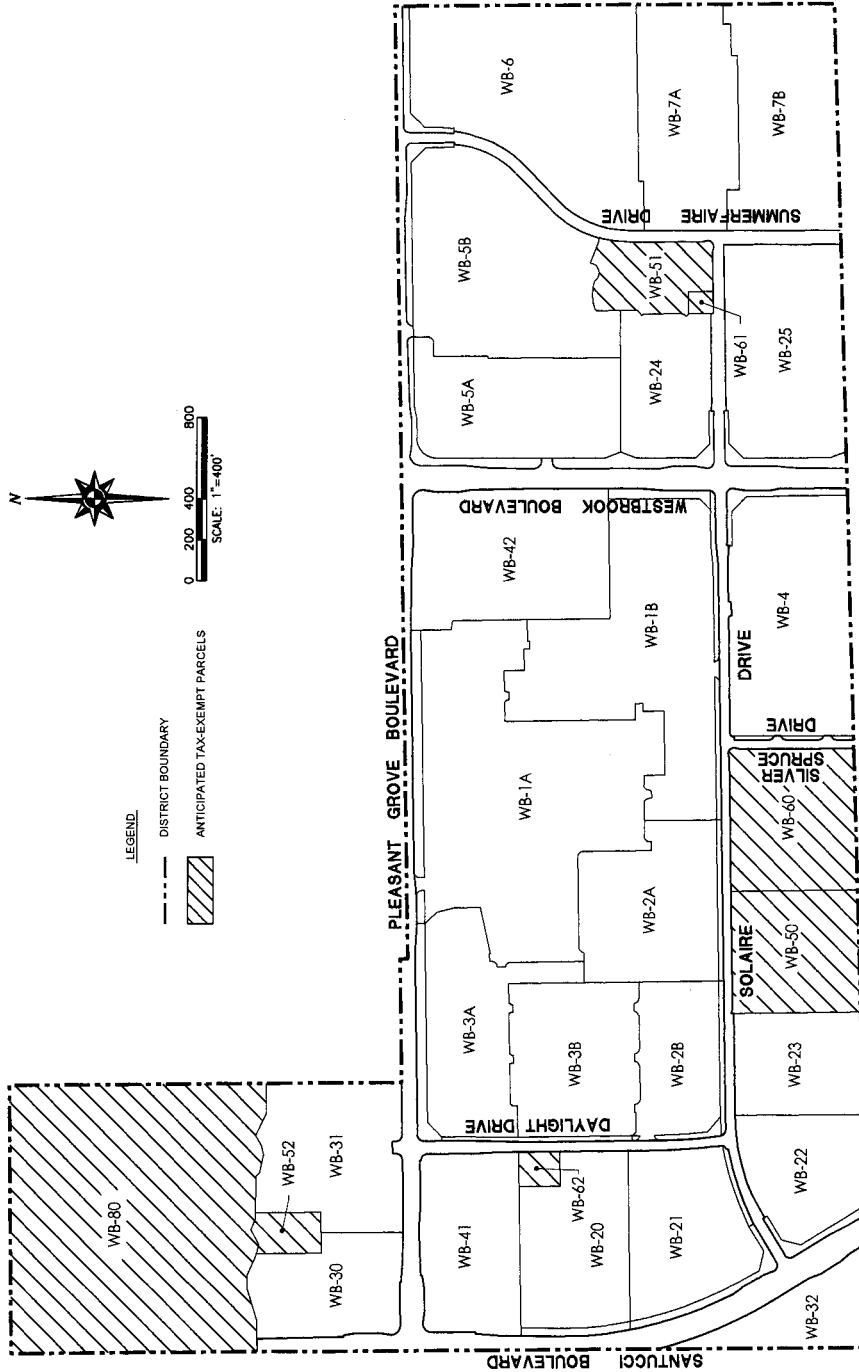 LEGEND
DISTRICT BOUNDARY
ANTICIPATED TAX-EXEMPT PARCELS
N
0 200 400 800
SCALE: 1"=400'
WB-80
WB-52
WB-30
WB-31
PLEASANT GROVE BOULEVARD
WB-41
WB-62
WB-20
WB-21
WB-32
SANTUCCI BOULEVARD
DAYLIGHT DRIVE
WB-3A
WB-3B
WB-2B
WB-2A
WB-1A
WB-1B
WB-42
WESTBROOK BOULEVARD
WB-22
WB-23
WB-50
WB-60
SOLAIRE DRIVE
SILVER SPRUCE DRIVE
WB-4
WB-5A
WB-5B
WB-24
WB-51
WB-61
WB-25
SUMMERFAIRE DRIVE
WB-6
WB-7A
WB-7B